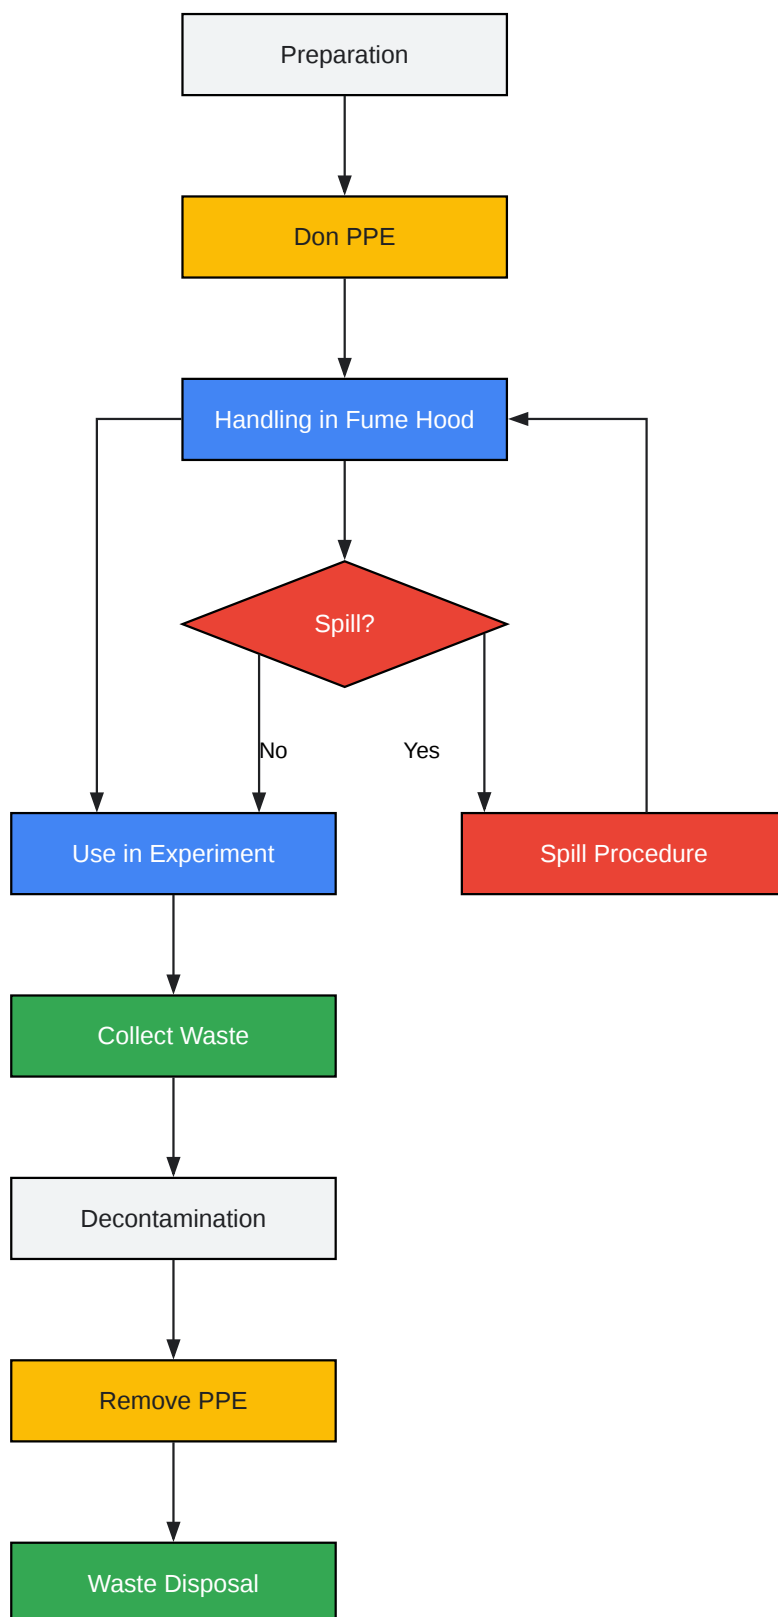 Preparation
Don PPE
Handling in Fume Hood
Spill?
No
Yes
Use in Experiment
Spill Procedure
Collect Waste
Decontamination
Remove PPE
Waste Disposal